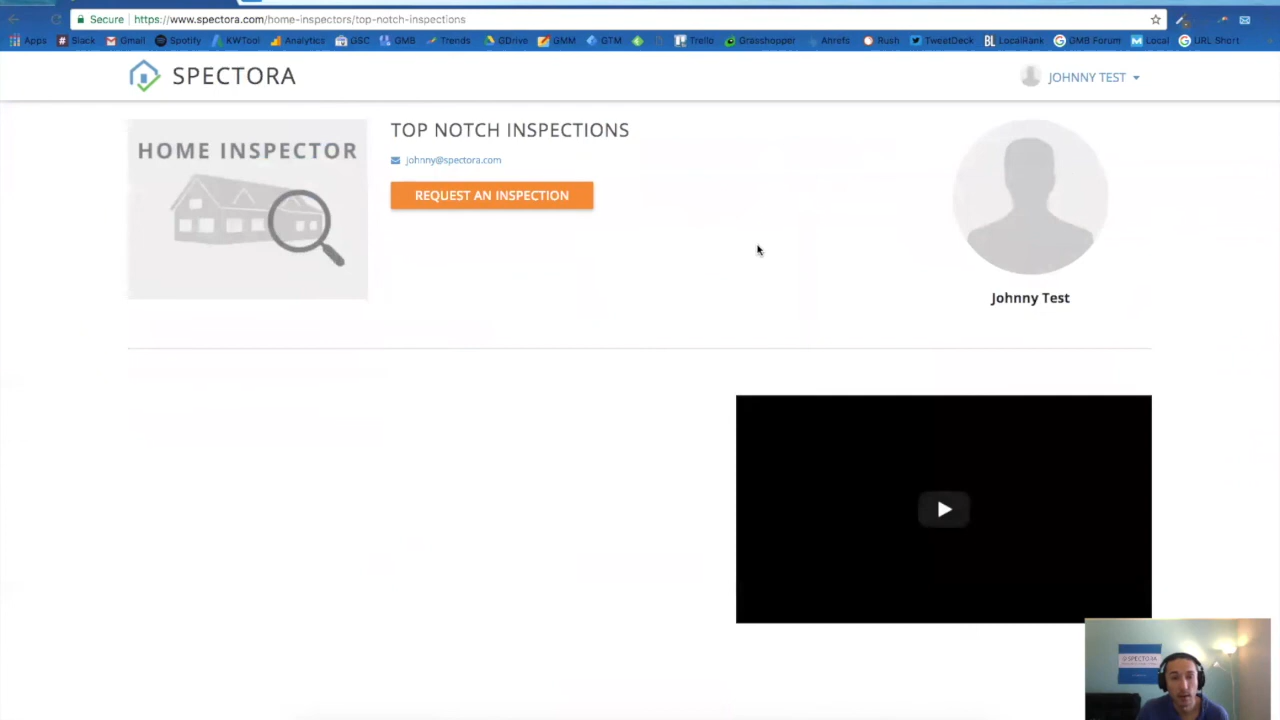 Secure https://www.spectora.com/home-inspectors/top-notch-inspections
Apps Slack Gmail Spotify KWTool Analytics GSC GMB Trends GDrive GMM GTM Trello Grasshopper Ahrefs Rush TweetDeck BL LocalRank GMB Forum Local URL Short
SPECTORA
JOHNNY TEST
HOME INSPECTOR
TOP NOTCH INSPECTIONS
johnny@spectora.com
REQUEST AN INSPECTION
Johnny Test
SPECTORA